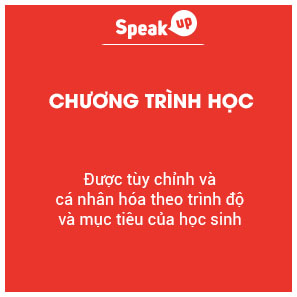 Speak up
CHƯƠNG TRÌNH HỌC
Được tùy chỉnh và
cá nhân hóa theo trình độ
và mục tiêu của học sinh